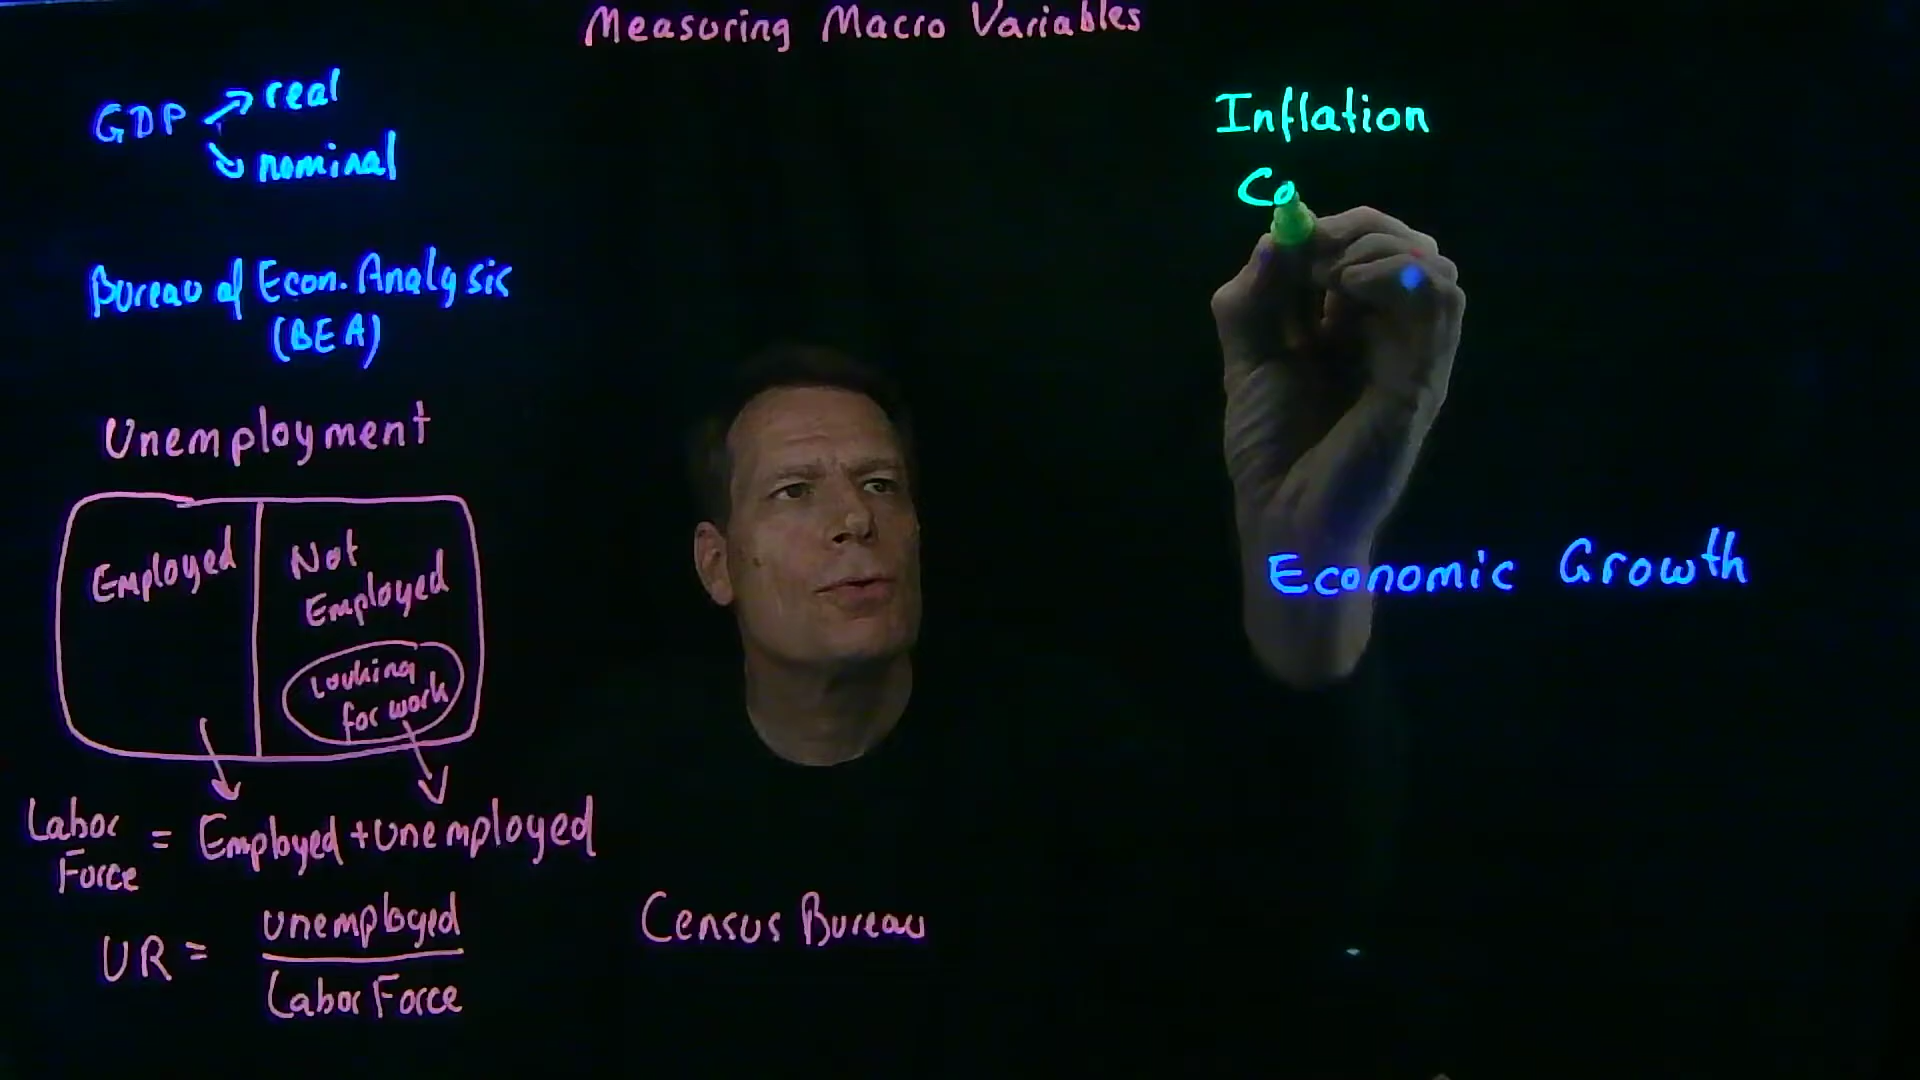 Measuring Macro Variables
GDP real
nominal
Bureau of Econ. Analysis
(BEA)
Unemployment
Employed
Not
Employed
Looking
for work
Labor
Force = Employed + Unemployed
UR = unemployed
Labor Force
Census Bureau
Inflation
Co
Economic Growth